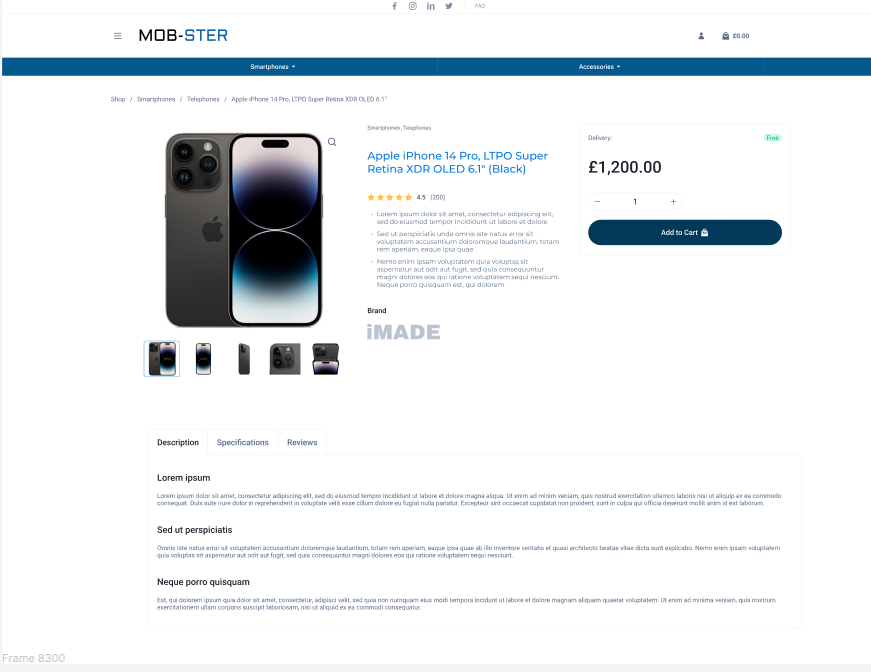 FAQ
MOB-STER
£0.00
Smartphones
Accessories
Shop / Smartphones / Telephones / Apple iPhone 14 Pro, LTPO Super Retina XDR OLED 6 1"
Smartphones, Telephones
Apple iPhone 14 Pro, LTPO Super
Retina XDR OLED 6.1" (Black)
4.5 (200)
- Lorem ipsum dolor sit amet, consectetur adipiscing elit,
sed do eiusmod tempor incididunt ut labore et dolore
- Sed ut perspiciatis unde omnis iste natus error sit
voluptatem accusantium doloremque laudantium, totam
rem aperiam, eaque ipsa quae
- Nemo enim ipsam voluptatem quia voluptas sit
aspernatur aut odit aut fugit, sed quia consequuntur
magni dolores eos qui ratione voluptatem sequi nesciunt.
Neque porro quisquam est, qui dolorem
Brand
iMADE
Delivery:
Free
£1,200.00
− 1 +
Add to Cart
Description
Specifications
Reviews
Lorem ipsum
Lorem ipsum dolor sit amet, consectetur adipiscing elit, sed do eiusmod tempor incididunt ut labore et dolore magna aliqua. Ut enim ad minim veniam, quis nostrud exercitation ullamco laboris nisi ut aliquip ex ea commodo
consequat. Duis aute irure dolor in reprehenderit in voluptate velit esse cillum dolore eu fugiat nulla pariatur. Excepteur sint occaecat cupidatat non proident, sunt in culpa qui officia deserunt mollit anim id est laborum.
Sed ut perspiciatis
Omnis iste natus error sit voluptatem accusantium doloremque laudantium, totam rem aperiam, eaque ipsa quae ab illo inventore veritatis et quasi architecto beatae vitae dicta sunt explicabo. Nemo enim ipsam voluptatem
quia voluptas sit aspernatur aut odit aut fugit, sed quia consequuntur magni dolores eos qui ratione voluptatem sequi nesciunt.
Neque porro quisquam
Est, qui dolorem ipsum quia dolor sit amet, consectetur, adipisci velit, sed quia non numquam eius modi tempora incidunt ut labore et dolore magnam aliquam quaerat voluptatem. Ut enim ad minima veniam, quis nostrum
exercitationem ullam corporis suscipit laboriosam, nisi ut aliquid ex ea commodi consequatur.
Frame 8300